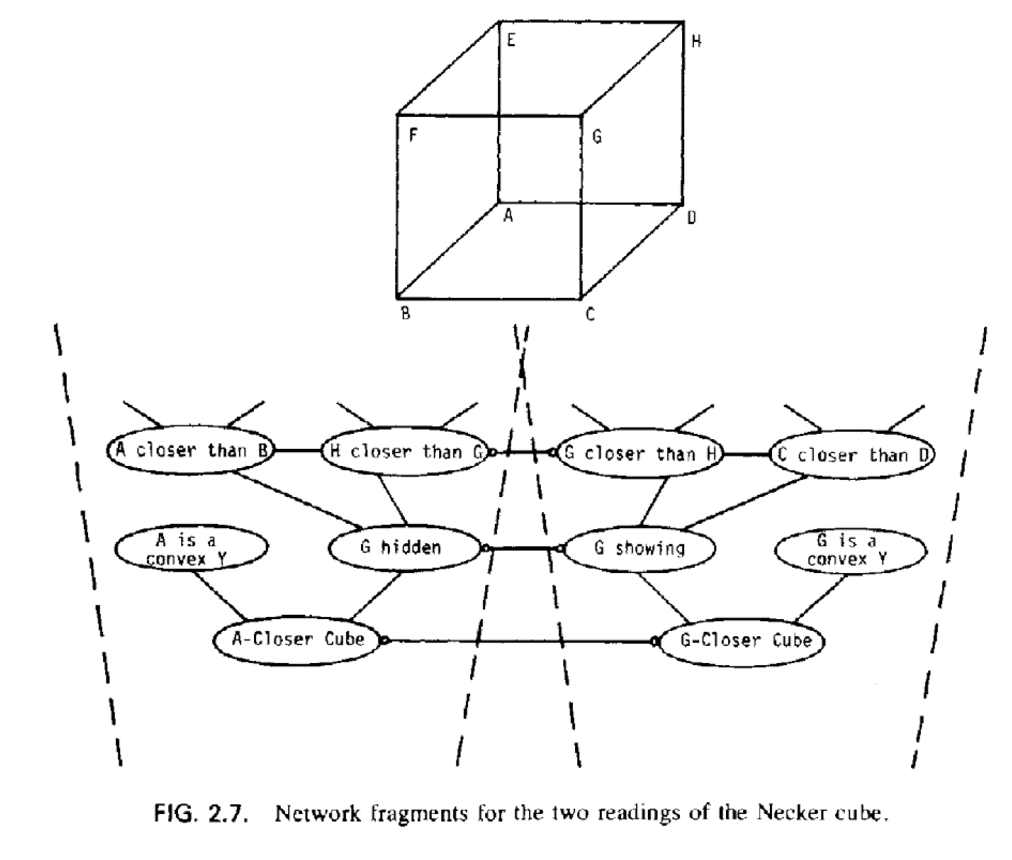 E
H
F
G
A
D
B
C
A closer than B
H closer than G
G closer than H
C closer than D
A is a
convex Y
G hidden
G showing
G is a
convex Y
A-Closer Cube
G-Closer Cube
FIG. 2.7. Network fragments for the two readings of the Necker cube.